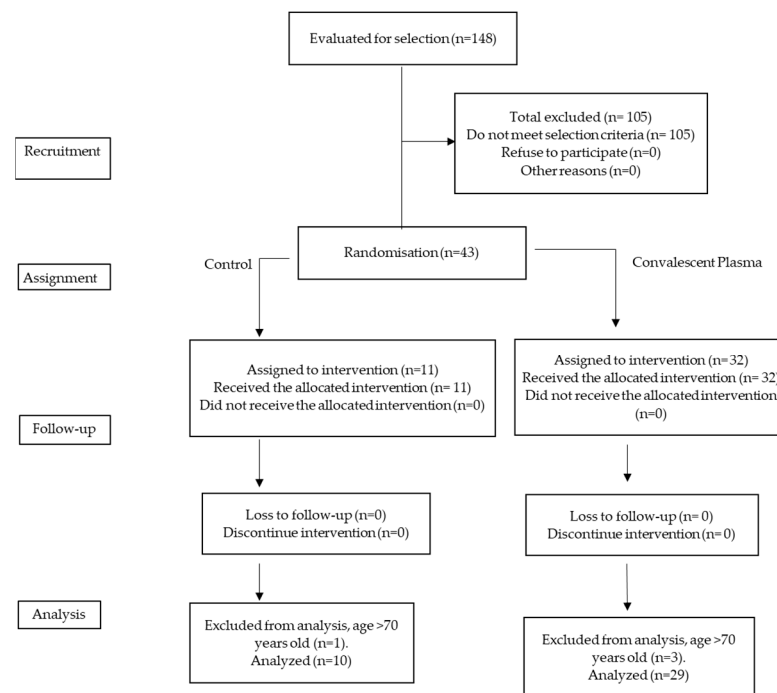 Evaluated for selection (n=148)
Total excluded (n= 105)
Do not meet selection criteria (n= 105)
Refuse to participate (n=0)
Other reasons (n=0)
Recruitment
Randomisation (n=43)
Control
Convalescent Plasma
Assignment
Assigned to intervention (n=11)
Received the allocated intervention (n= 11)
Did not receive the allocated intervention (n=0)
Assigned to intervention (n=32)
Received the allocated intervention (n= 32)
Did not receive the allocated intervention
(n=0)
Follow-up
Loss to follow-up (n=0)
Discontinue intervention (n=0)
Loss to follow-up (n= 0)
Discontinue intervention (n= 0)
Analysis
Excluded from analysis, age >70
years old (n=1).
Analyzed (n=10)
Excluded from analysis, age >70
years old (n=3).
Analyzed (n=29)